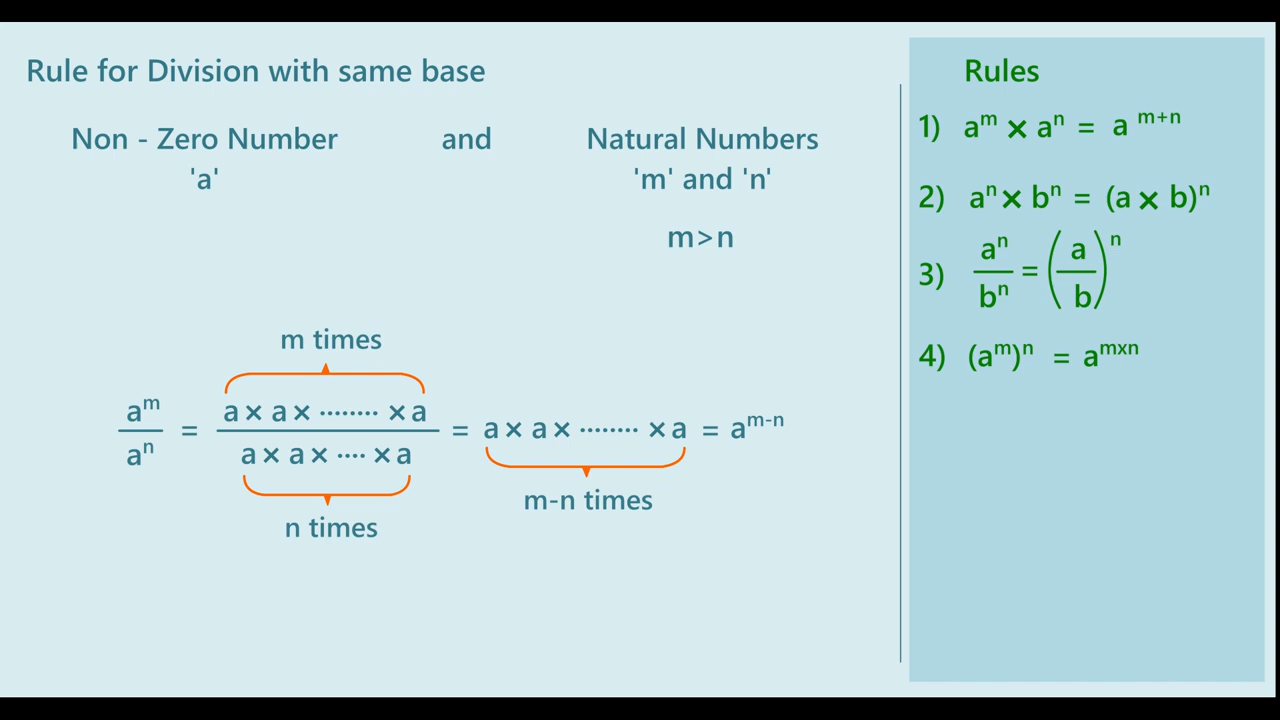 Rule for Division with same base
Non - Zero Number and Natural Numbers
'a' 'm' and 'n'
m>n
m times
aᵐ/aⁿ = (a × a × ········ × a)/(a × a × ···· × a) = a × a × ········ × a = aᵐ⁻ⁿ
n times
m-n times
Rules
1) aᵐ × aⁿ = a ᵐ⁺ⁿ
2) aⁿ × bⁿ = (a × b)ⁿ
3) aⁿ/bⁿ = (a/b)ⁿ
4) (aᵐ)ⁿ = aᵐˣⁿ